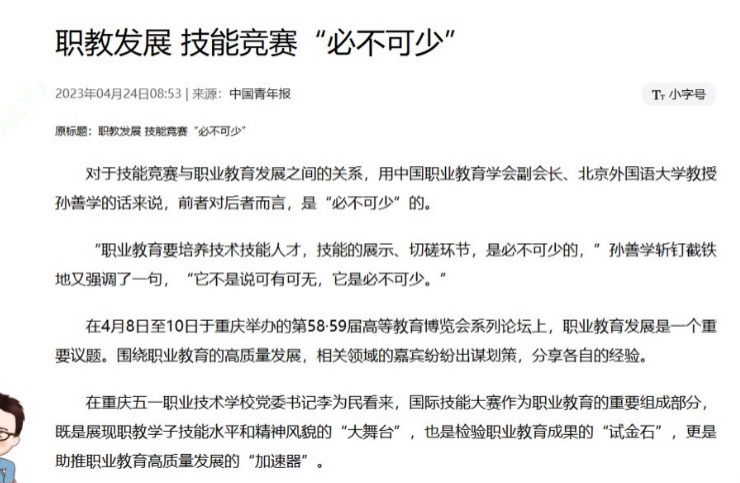 职教发展 技能竞赛“必不可少”
2023年04月24日08:53 | 来源：中国青年报
TT 小字号
原标题：职教发展 技能竞赛“必不可少”
对于技能竞赛与职业教育发展之间的关系，用中国职业教育学会副会长、北京外国语大学教授
孙善学的话来说，前者对后者而言，是“必不可少”的。
“职业教育要培养技术技能人才，技能的展示、切磋环节，是必不可少的，”孙善学斩钉截铁
地又强调了一句，“它不是说可有可无，它是必不可少。”
在4月8日至10日于重庆举办的第58·59届高等教育博览会系列论坛上，职业教育发展是一个重
要议题。围绕职业教育的高质量发展，相关领域的嘉宾纷纷出谋划策，分享各自的经验。
在重庆五一职业技术学校党委书记李为民看来，国际技能大赛作为职业教育的重要组成部分，
既是展现职教学子技能水平和精神风貌的“大舞台”，也是检验职业教育成果的“试金石”，更是
助推职业教育高质量发展的“加速器”。